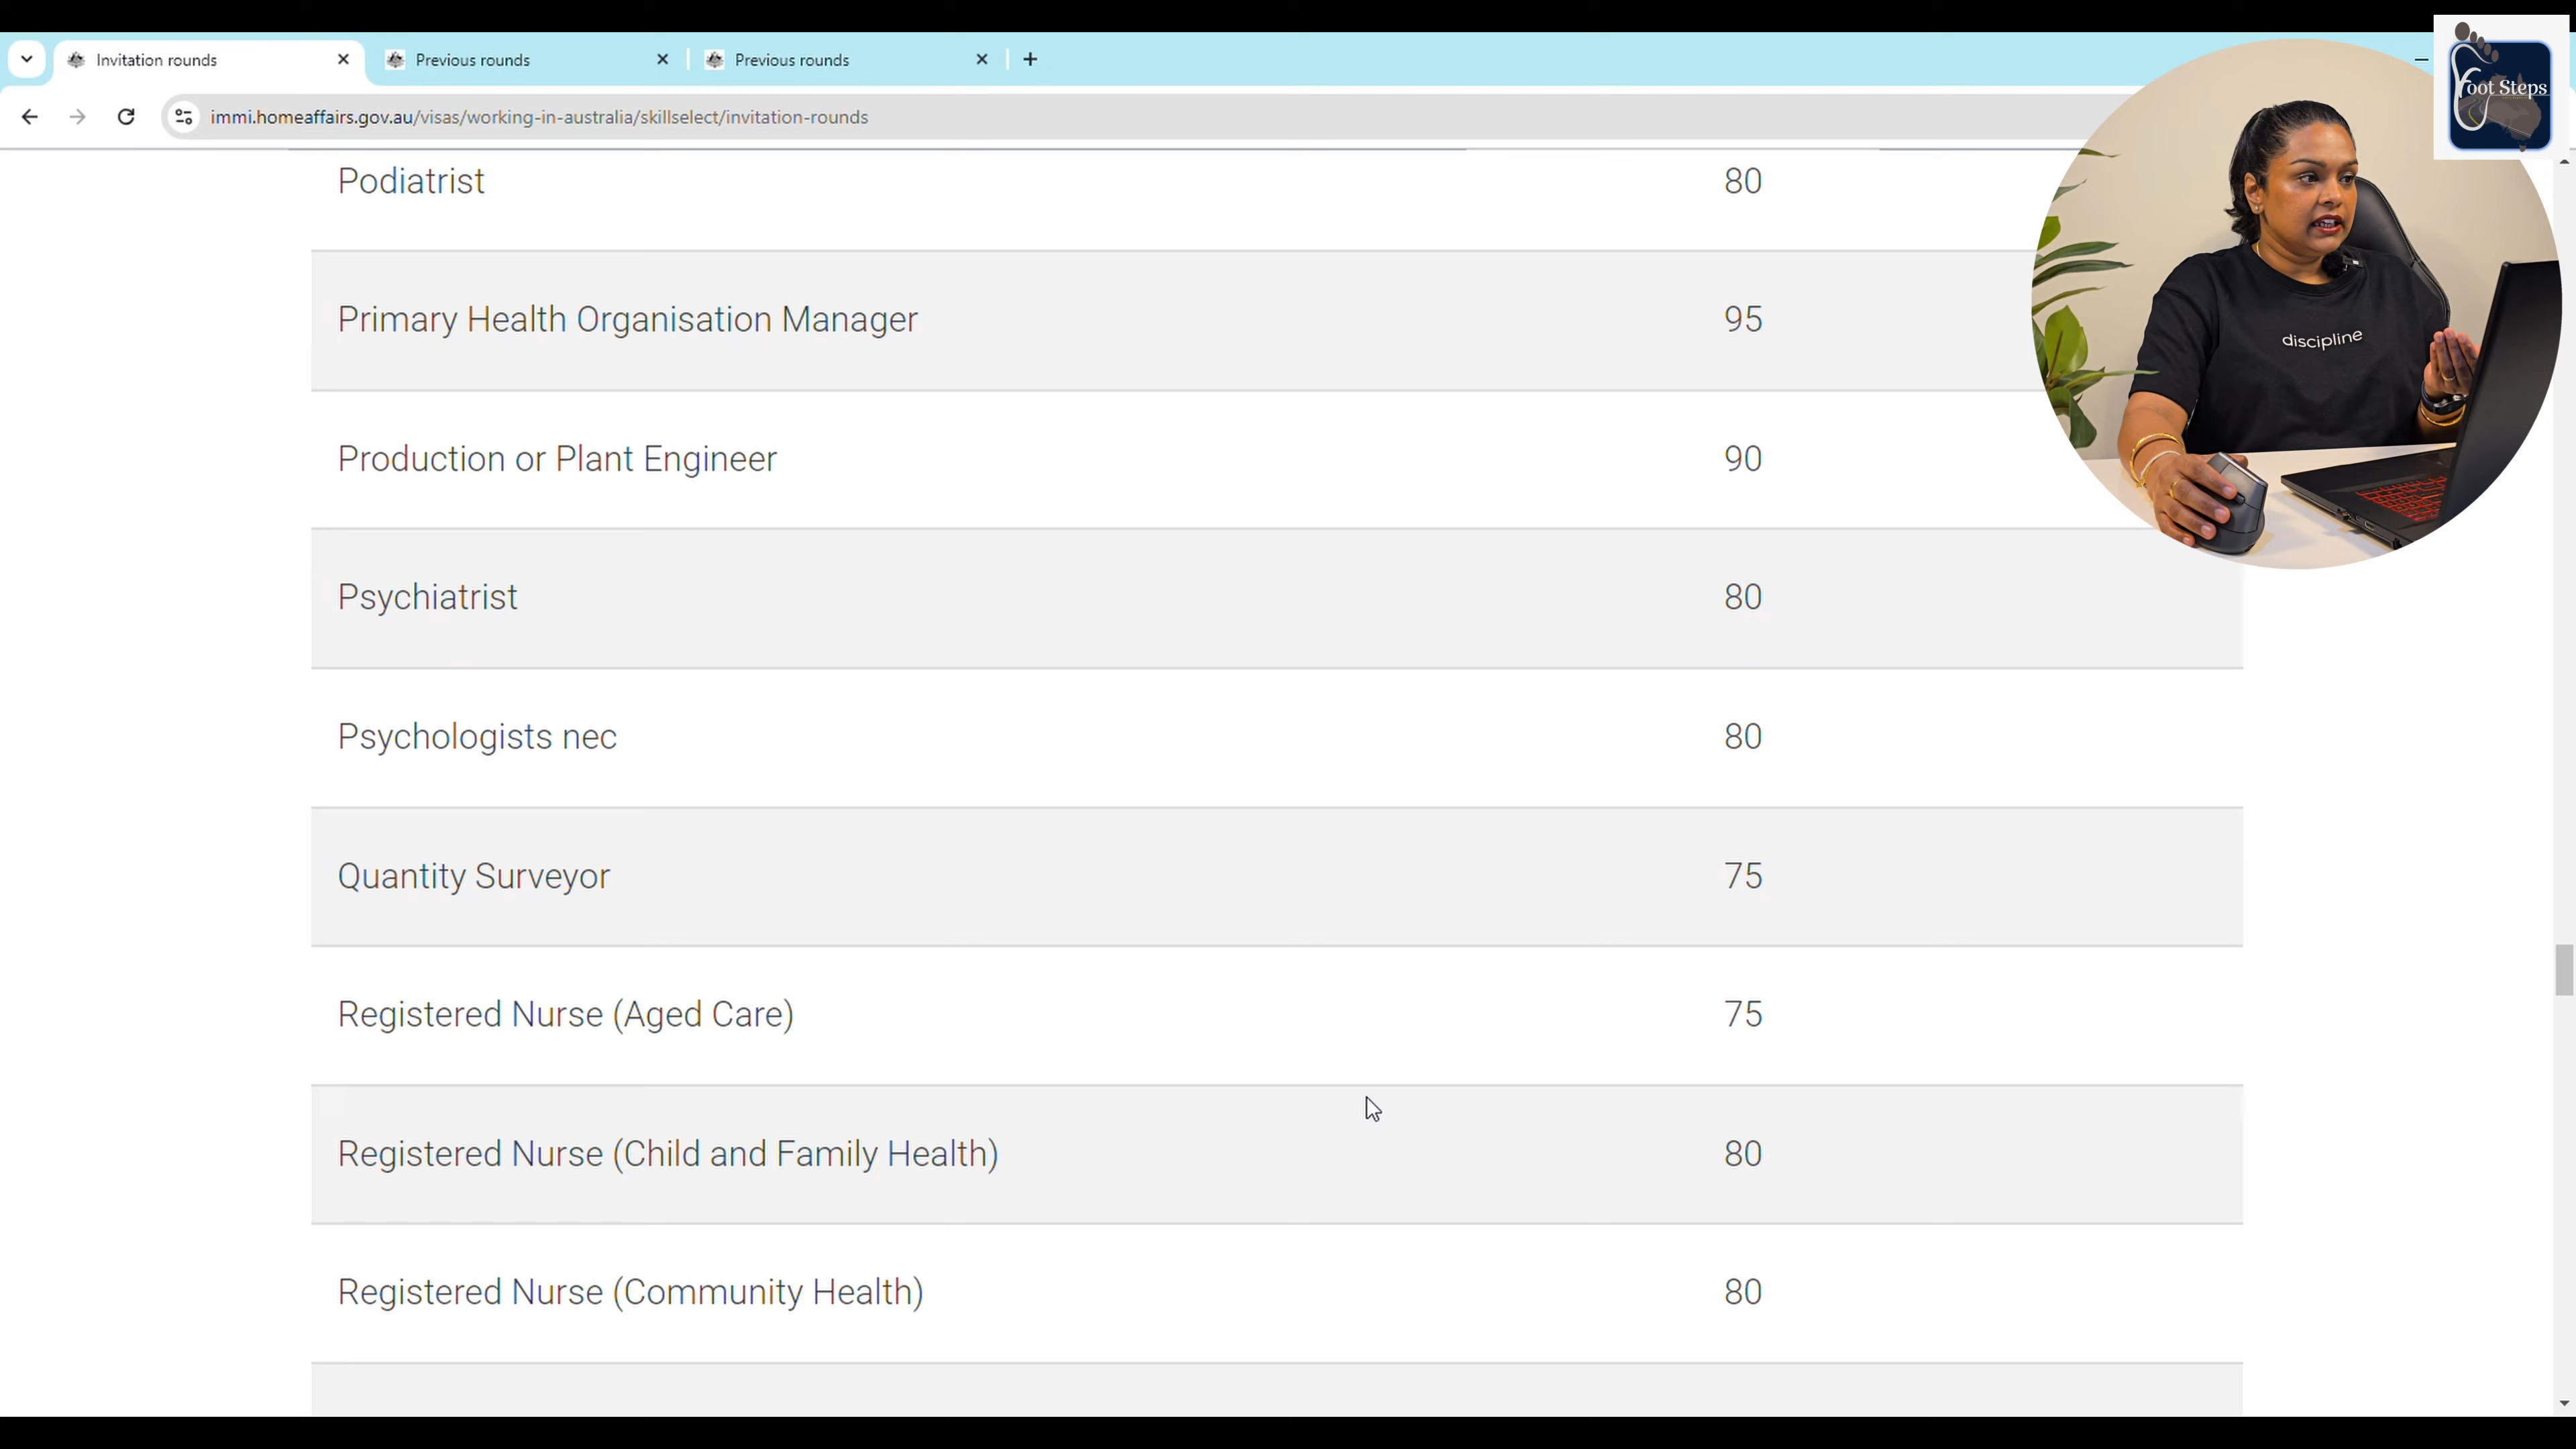 Invitation rounds
Previous rounds
Previous rounds
immi.homeaffairs.gov.au/visas/working-in-australia/skillselect/invitation-rounds
Foot Steps
discipline
Podiatrist 80
Primary Health Organisation Manager 95
Production or Plant Engineer 90
Psychiatrist 80
Psychologists nec 80
Quantity Surveyor 75
Registered Nurse (Aged Care) 75
Registered Nurse (Child and Family Health) 80
Registered Nurse (Community Health) 80